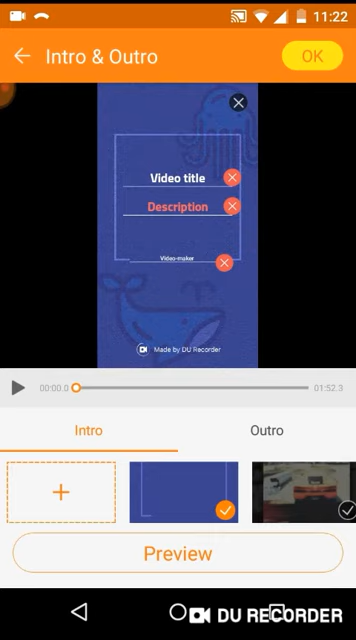 11:22
Intro & Outro
OK
Video title
Description
Video-maker
Made by DU Recorder
00:00.0
01:52.3
Intro
Outro
+
Preview
DU RECORDER